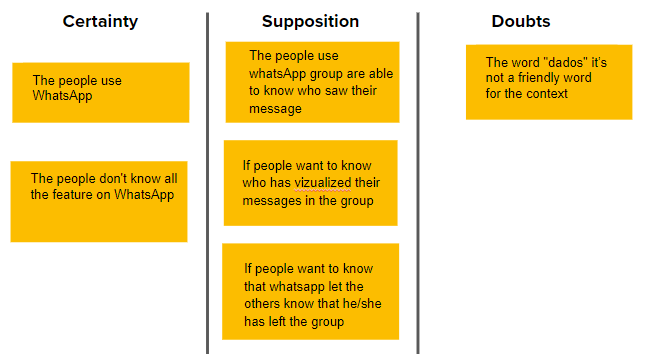 Certainty
The people use
WhatsApp
The people don't know all
the feature on WhatsApp
Supposition
The people use
whatsApp group are able
to know who saw their
message
If people want to know
who has vizualized their
messages in the group
If people want to know
that whatsapp let the
others know that he/she
has left the group
Doubts
The word "dados" it's
not a friendly word
for the context